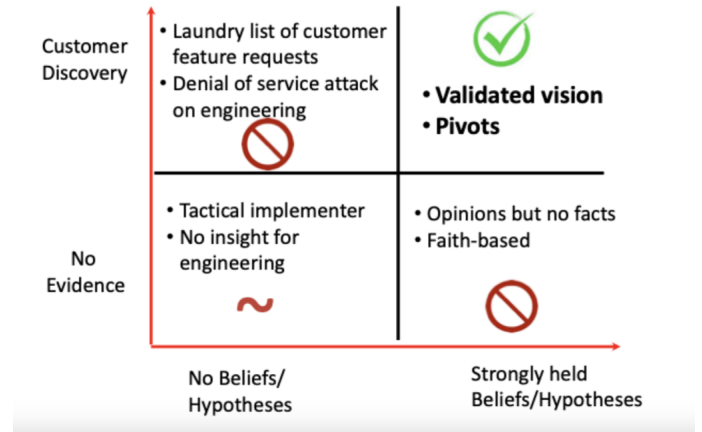 Customer
Discovery
• Laundry list of customer
feature requests
• Denial of service attack
on engineering
• Validated vision
• Pivots
No
Evidence
• Tactical implementer
• No insight for
engineering
• Opinions but no facts
• Faith-based
No Beliefs/
Hypotheses
Strongly held
Beliefs/Hypotheses